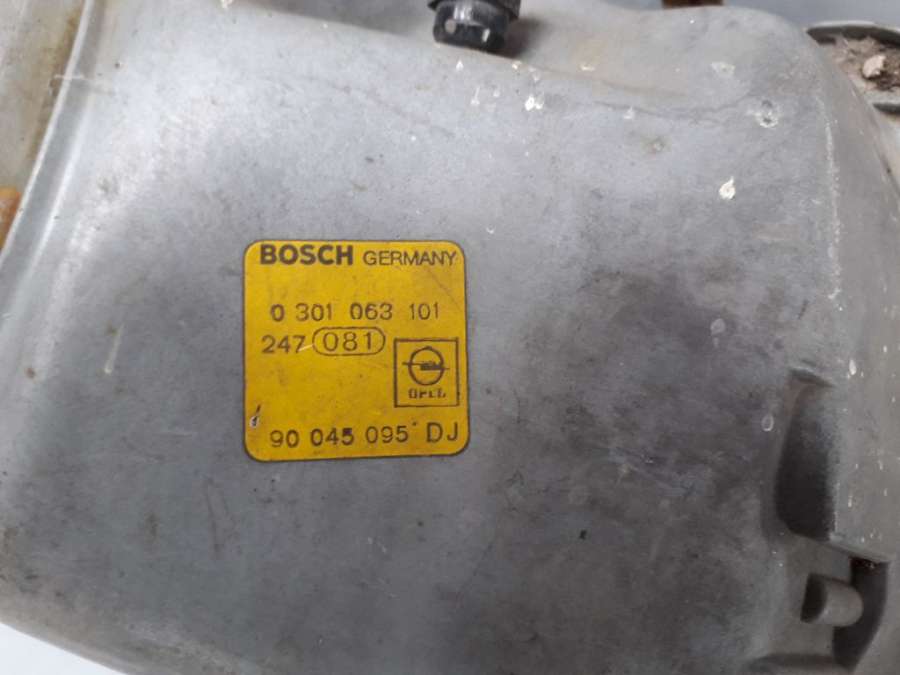 BOSCH GERMANY
0 301 063 101
247 081
OPEL
90 045 095 DJ